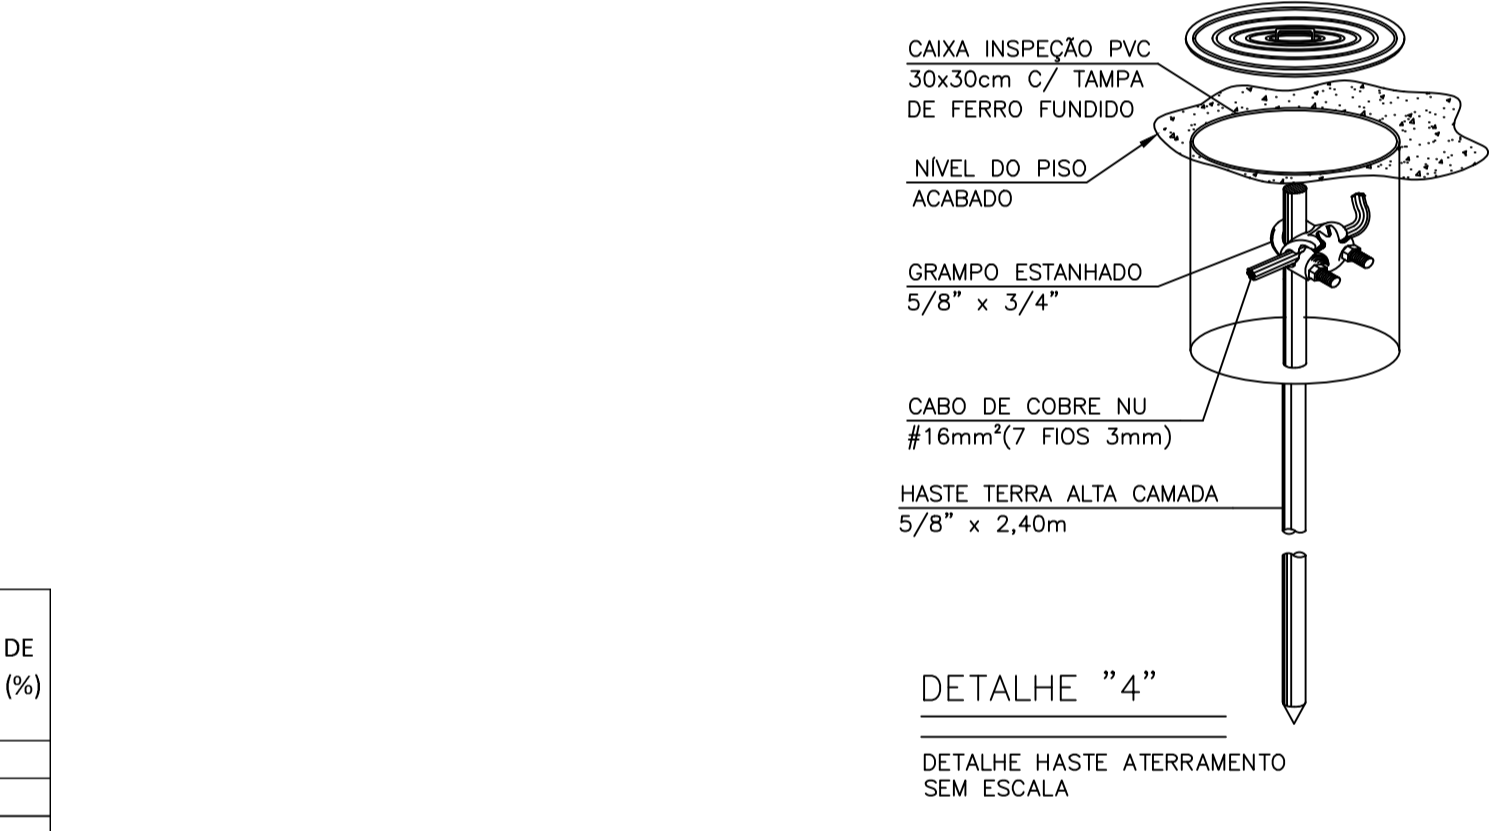 CAIXA INSPEÇÃO PVC
30x30cm C/ TAMPA
DE FERRO FUNDIDO
NÍVEL DO PISO
ACABADO
GRAMPO ESTANHADO
5/8" x 3/4"
CABO DE COBRE NU
#16mm²(7 FIOS 3mm)
HASTE TERRA ALTA CAMADA
5/8" x 2,40m
DE
(%)
DETALHE "4"
DETALHE HASTE ATERRAMENTO
SEM ESCALA